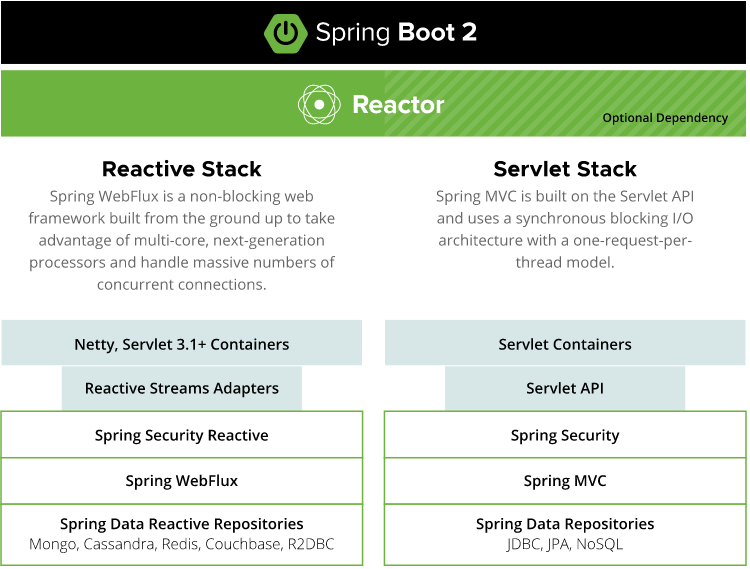 Spring Boot 2
Reactor
Optional Dependency
Reactive Stack
Spring WebFlux is a non-blocking web
framework built from the ground up to take
advantage of multi-core, next-generation
processors and handle massive numbers of
concurrent connections.
Netty, Servlet 3.1+ Containers
Reactive Streams Adapters
Spring Security Reactive
Spring WebFlux
Spring Data Reactive Repositories
Mongo, Cassandra, Redis, Couchbase, R2DBC
Servlet Stack
Spring MVC is built on the Servlet API
and uses a synchronous blocking I/O
architecture with a one-request-per-
thread model.
Servlet Containers
Servlet API
Spring Security
Spring MVC
Spring Data Repositories
JDBC, JPA, NoSQL